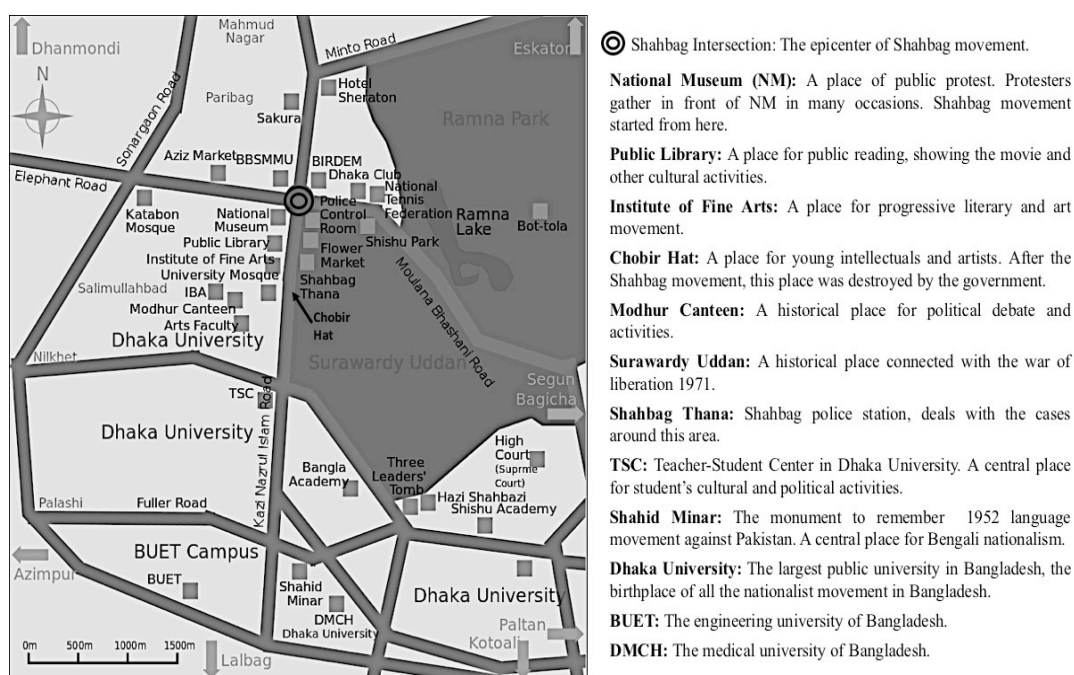 Mahmud
Nagar
Minto Road
Dhanmondi
Eskaton
N
Hotel
Sheraton
Paribag
Sakura
Ramna Park
Sonargaon Road
Aziz Market
BBSMMU
BIRDEM
Dhaka Club
Elephant Road
National
Tennis
Federation
Katabon
Mosque
National
Museum
Police
Control
Room
Ramna
Lake
Bot-tola
Public Library
Shishu Park
Flower
Market
Institute of Fine Arts
University Mosque
Shahbag
Thana
Salimullahbad
IBA
Modhur Canteen
Arts Faculty
Chobir
Hat
Moulana Bhashani Road
Dhaka University
Nilkhet
Surawardy Uddan
Segun
Bagicha
TSC
Kazi Nazrul Islam Road
Dhaka University
High
Court
(Suprme
Court)
Bangla
Academy
Three
Leaders'
Tomb
Hazi Shahbazi
Shishu Academy
Palashi
Fuller Road
BUET Campus
Azimpur
BUET
Shahid
Minar
DMCH
Dhaka University
Dhaka University
Paltan
Kotoali
0m 500m 1000m 1500m
Lalbag
Shahbag Intersection: The epicenter of Shahbag movement.
National Museum (NM): A place of public protest. Protesters
gather in front of NM in many occasions. Shahbag movement
started from here.
Public Library: A place for public reading, showing the movie and
other cultural activities.
Institute of Fine Arts: A place for progressive literary and art
movement.
Chobir Hat: A place for young intellectuals and artists. After the
Shahbag movement, this place was destroyed by the government.
Modhur Canteen: A historical place for political debate and
activities.
Surawardy Uddan: A historical place connected with the war of
liberation 1971.
Shahbag Thana: Shahbag police station, deals with the cases
around this area.
TSC: Teacher-Student Center in Dhaka University. A central place
for student's cultural and political activities.
Shahid Minar: The monument to remember 1952 language
movement against Pakistan. A central place for Bengali nationalism.
Dhaka University: The largest public university in Bangladesh, the
birthplace of all the nationalist movement in Bangladesh.
BUET: The engineering university of Bangladesh.
DMCH: The medical university of Bangladesh.